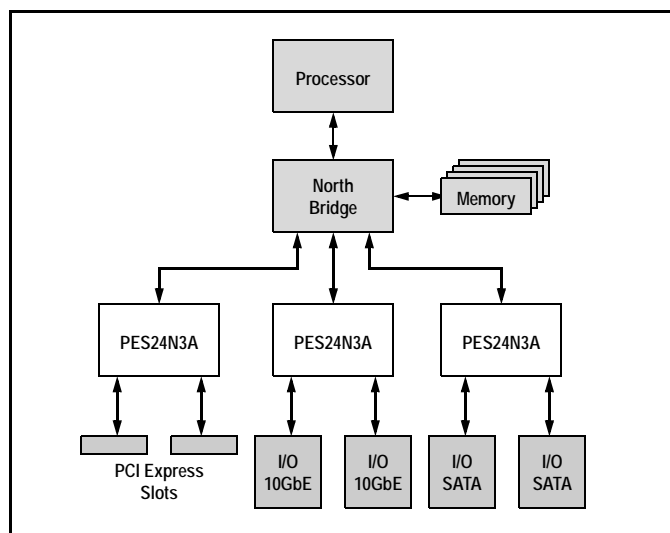 Processor
North
Bridge
Memory
PES24N3A
PES24N3A
PES24N3A
PCI Express
Slots
I/O
10GbE
I/O
10GbE
I/O
SATA
I/O
SATA